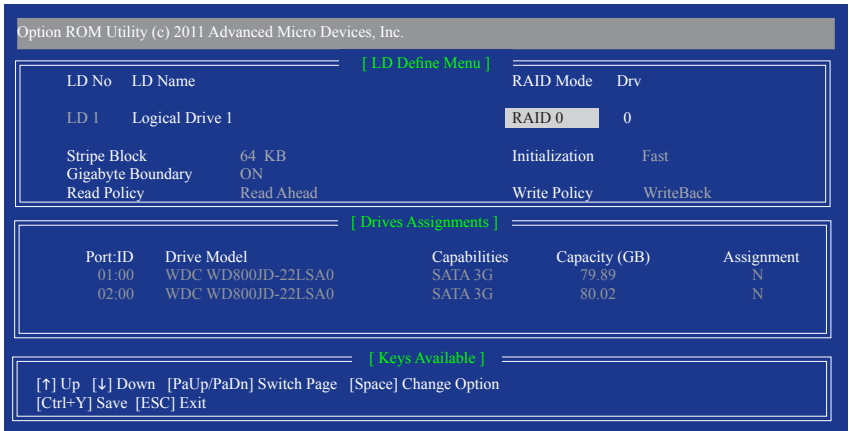 Option ROM Utility (c) 2011 Advanced Micro Devices, Inc.
[ LD Define Menu ]
LD No LD Name RAID Mode Drv
LD 1 Logical Drive 1 RAID 0 0
Stripe Block 64 KB Initialization Fast
Gigabyte Boundary ON
Read Policy Read Ahead Write Policy WriteBack
[ Drives Assignments ]
Port:ID Drive Model Capabilities Capacity (GB) Assignment
01:00 WDC WD800JD-22LSA0 SATA 3G 79.89 N
02:00 WDC WD800JD-22LSA0 SATA 3G 80.02 N
[ Keys Available ]
[↑] Up [↓] Down [PaUp/PaDn] Switch Page [Space] Change Option
[Ctrl+Y] Save [ESC] Exit